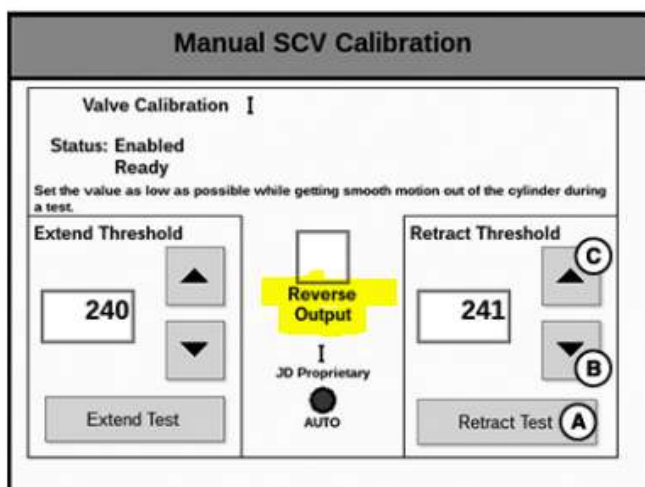 Manual SCV Calibration
Valve Calibration I
Status: Enabled
Ready
Set the value as low as possible while getting smooth motion out of the cylinder during
a test.
Extend Threshold
240
Extend Test
Reverse
Output
I
JD Proprietary
AUTO
Retract Threshold
C
241
B
Retract Test A